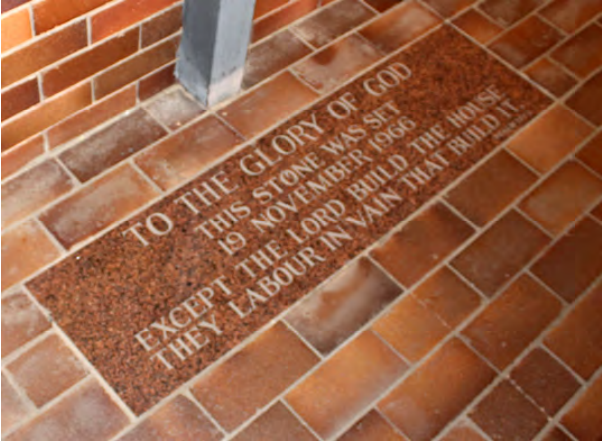 TO THE GLORY OF GOD
THIS STONE WAS SET
19 NOVEMBER 1966
EXCEPT THE LORD BUILD THE HOUSE
THEY LABOUR IN VAIN THAT BUILD IT..